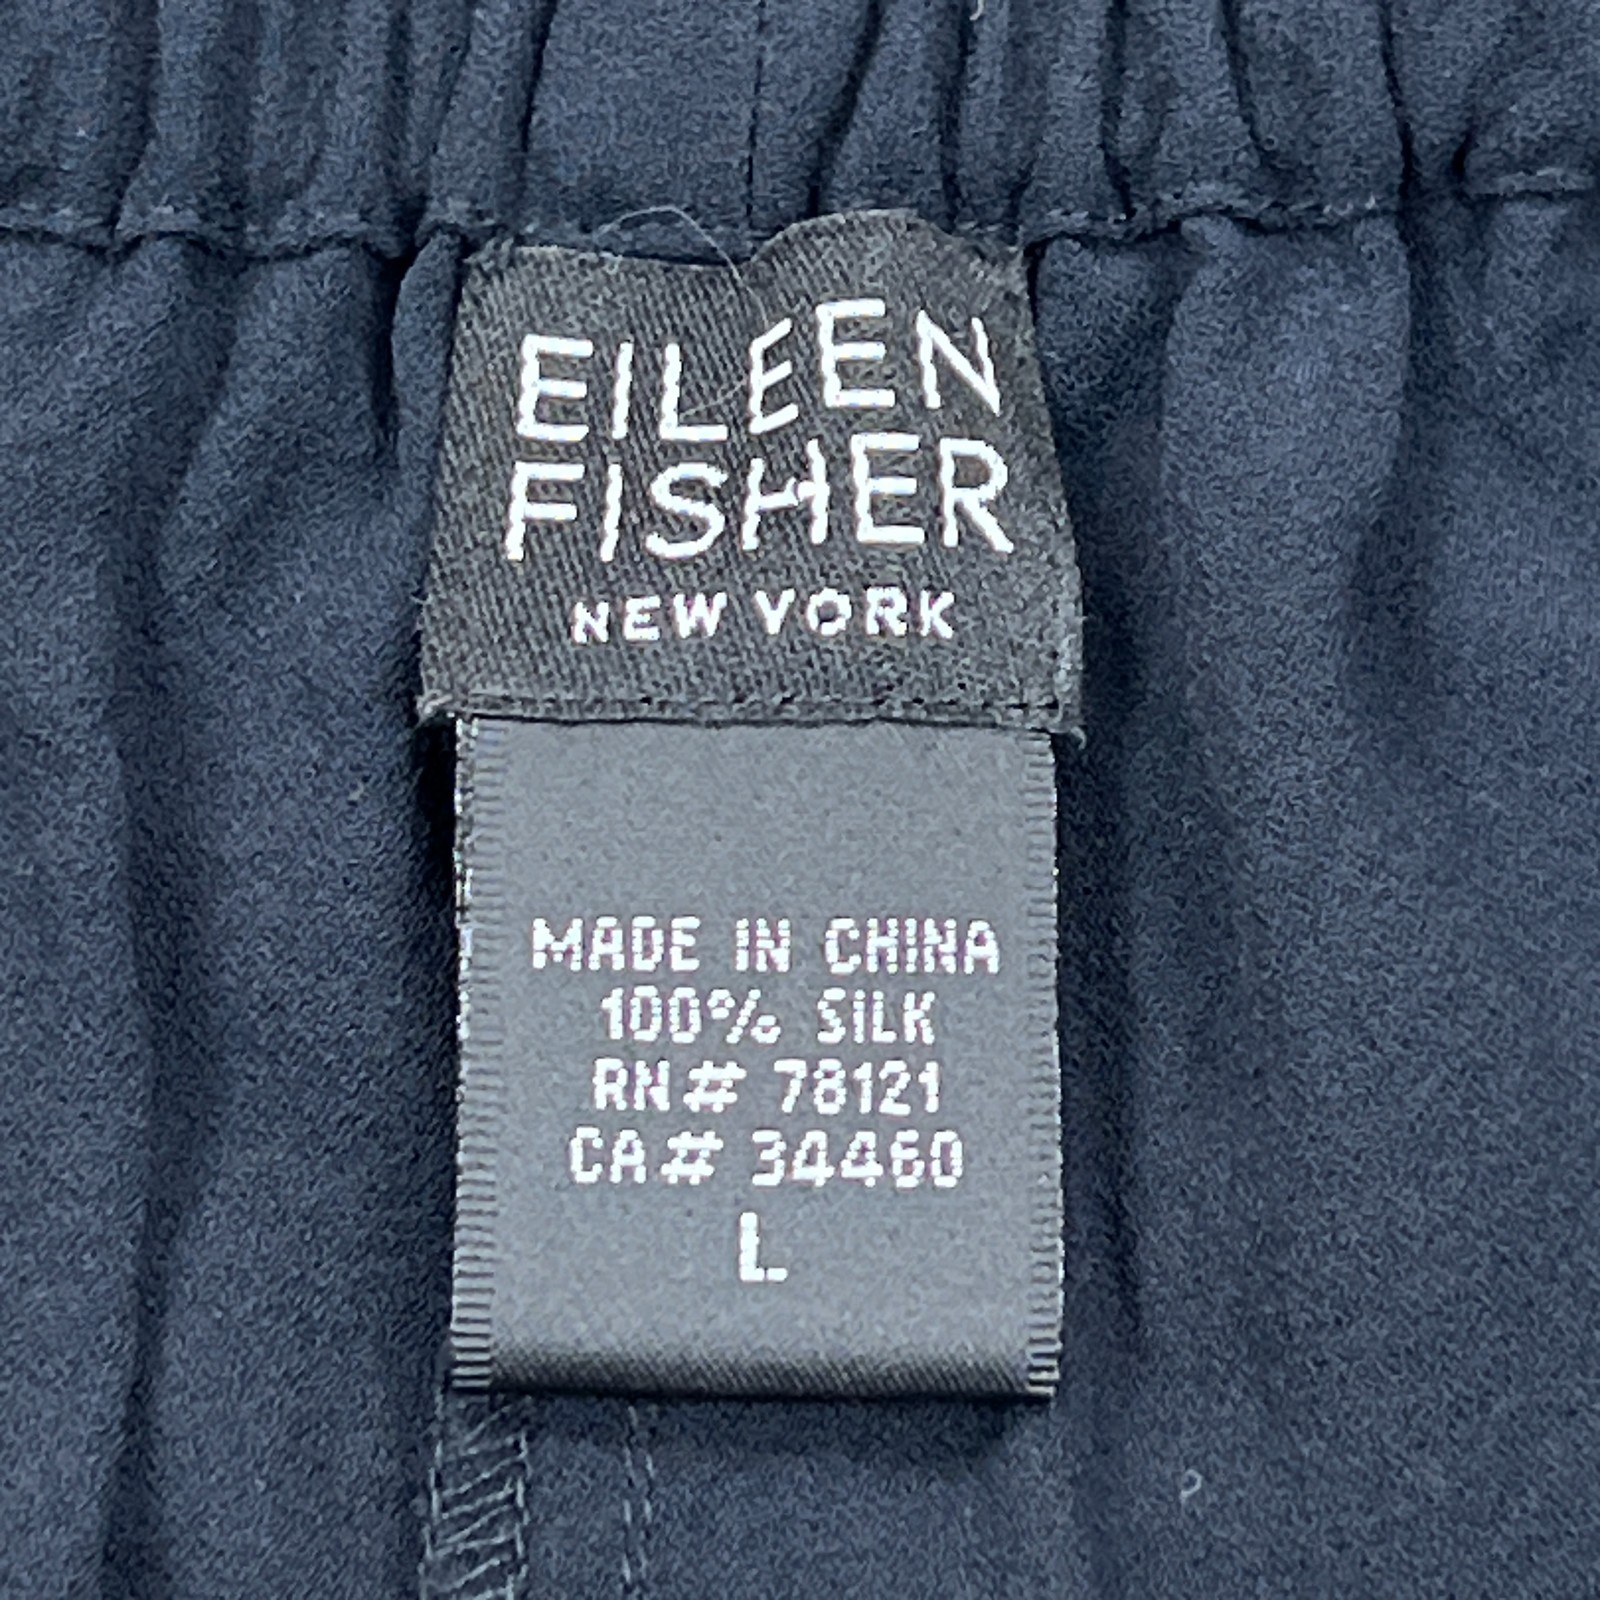 EILEEN
FISHER
NEW YORK
MADE IN CHINA
100% SILK
RN# 78121
CA# 34460
L